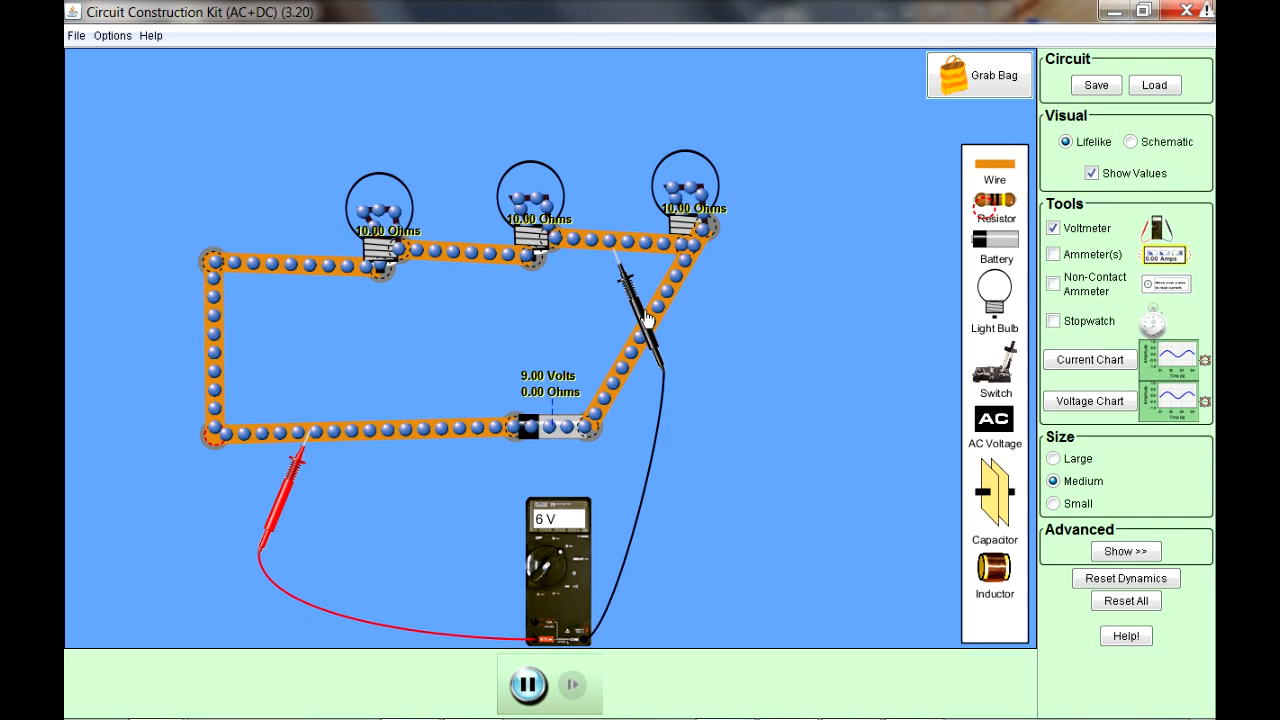 Circuit Construction Kit (AC+DC) (3.20)
File Options Help
Grab Bag
10.00 Ohms
10.00 Ohms
10.00 Ohms
9.00 Volts
0.00 Ohms
6 V
Wire
Resistor
Battery
Light Bulb
Switch
AC
AC Voltage
Capacitor
Inductor
Circuit
Save Load
Visual
Lifelike Schematic
Show Values
Tools
Voltmeter
Ammeter(s)
0.00 Amps
Non-Contact
Ammeter
Stopwatch
Current Chart
Voltage Chart
Size
Large
Medium
Small
Advanced
Show >>
Reset Dynamics
Reset All
Help!